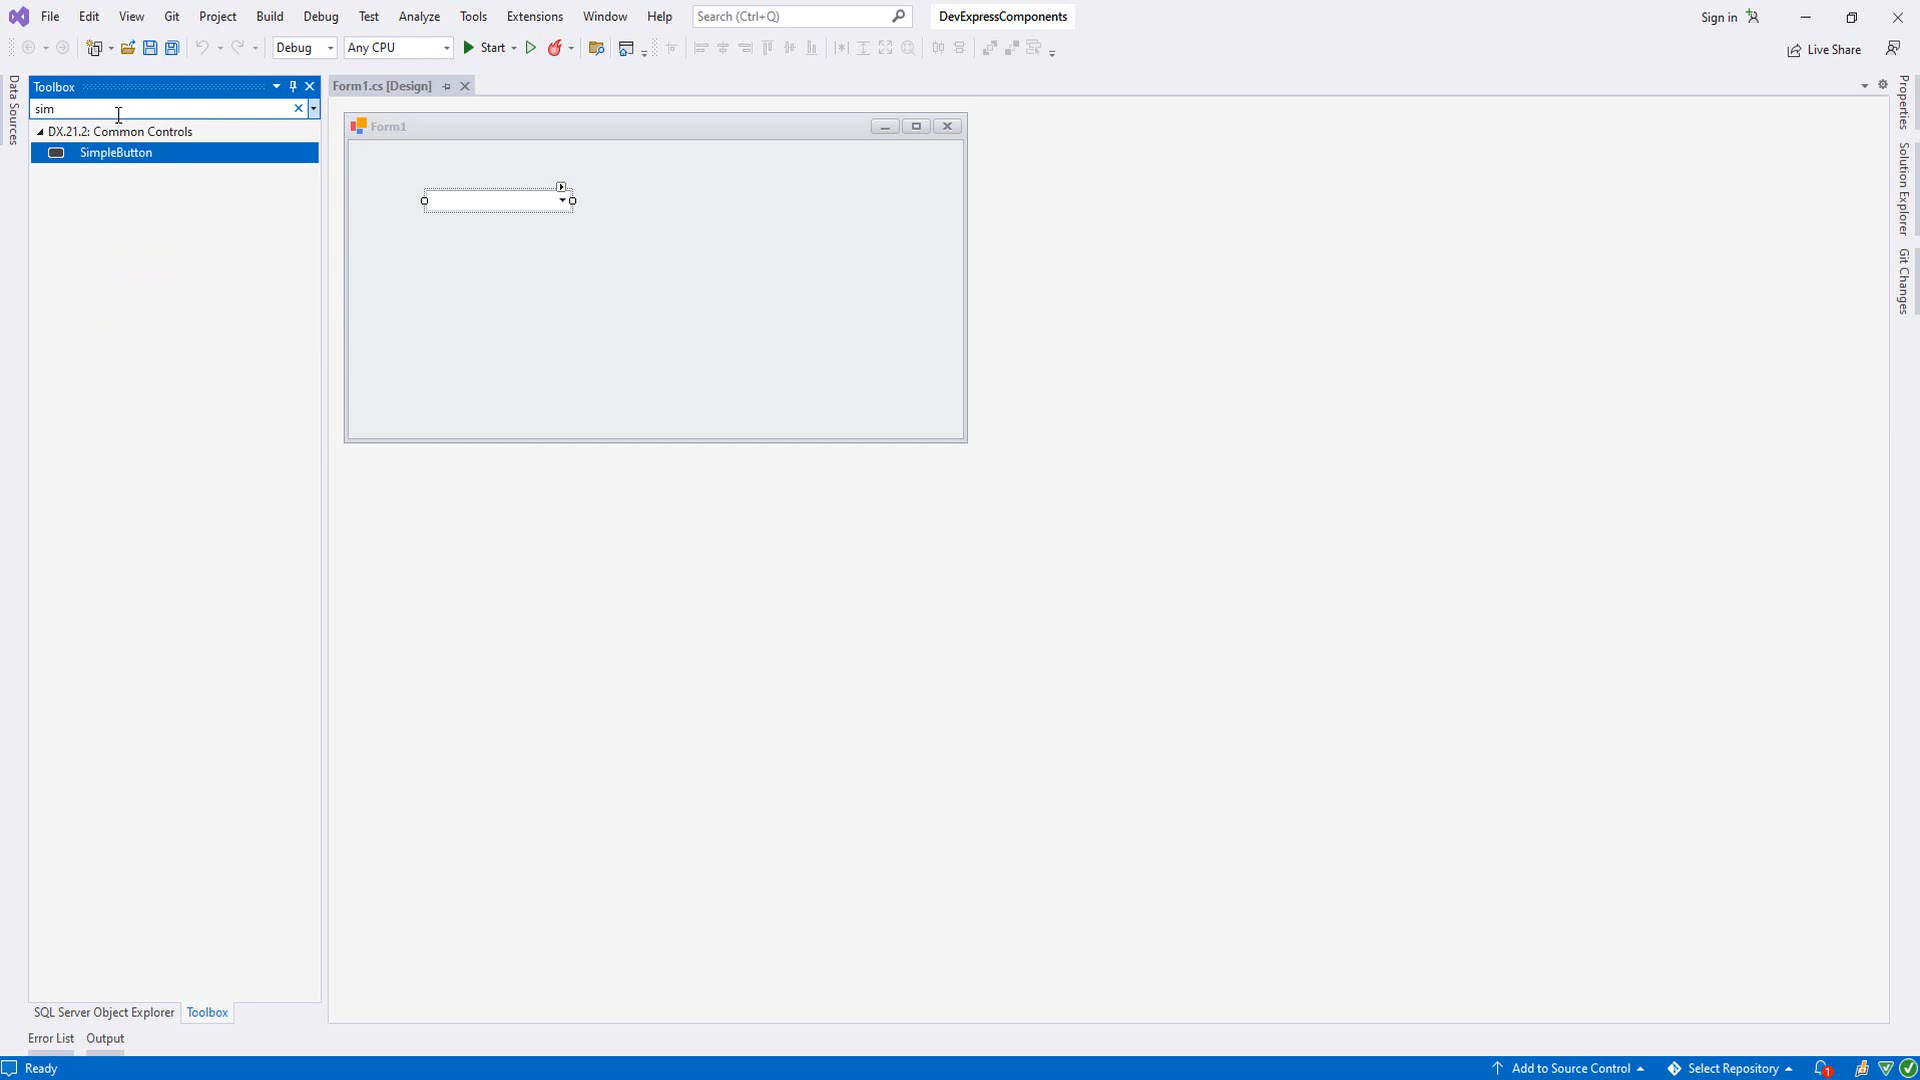 File Edit View Git Project Build Debug Test Analyze Tools Extensions Window Help Search (Ctrl+Q) DevExpressComponents Sign in
Debug Any CPU Start Live Share
Data Sources
Toolbox
sim
DX.21.2: Common Controls
SimpleButton
Form1.cs [Design]
Form1
Properties
Solution Explorer
Git Changes
SQL Server Object Explorer Toolbox
Error List Output
Ready Add to Source Control Select Repository 1